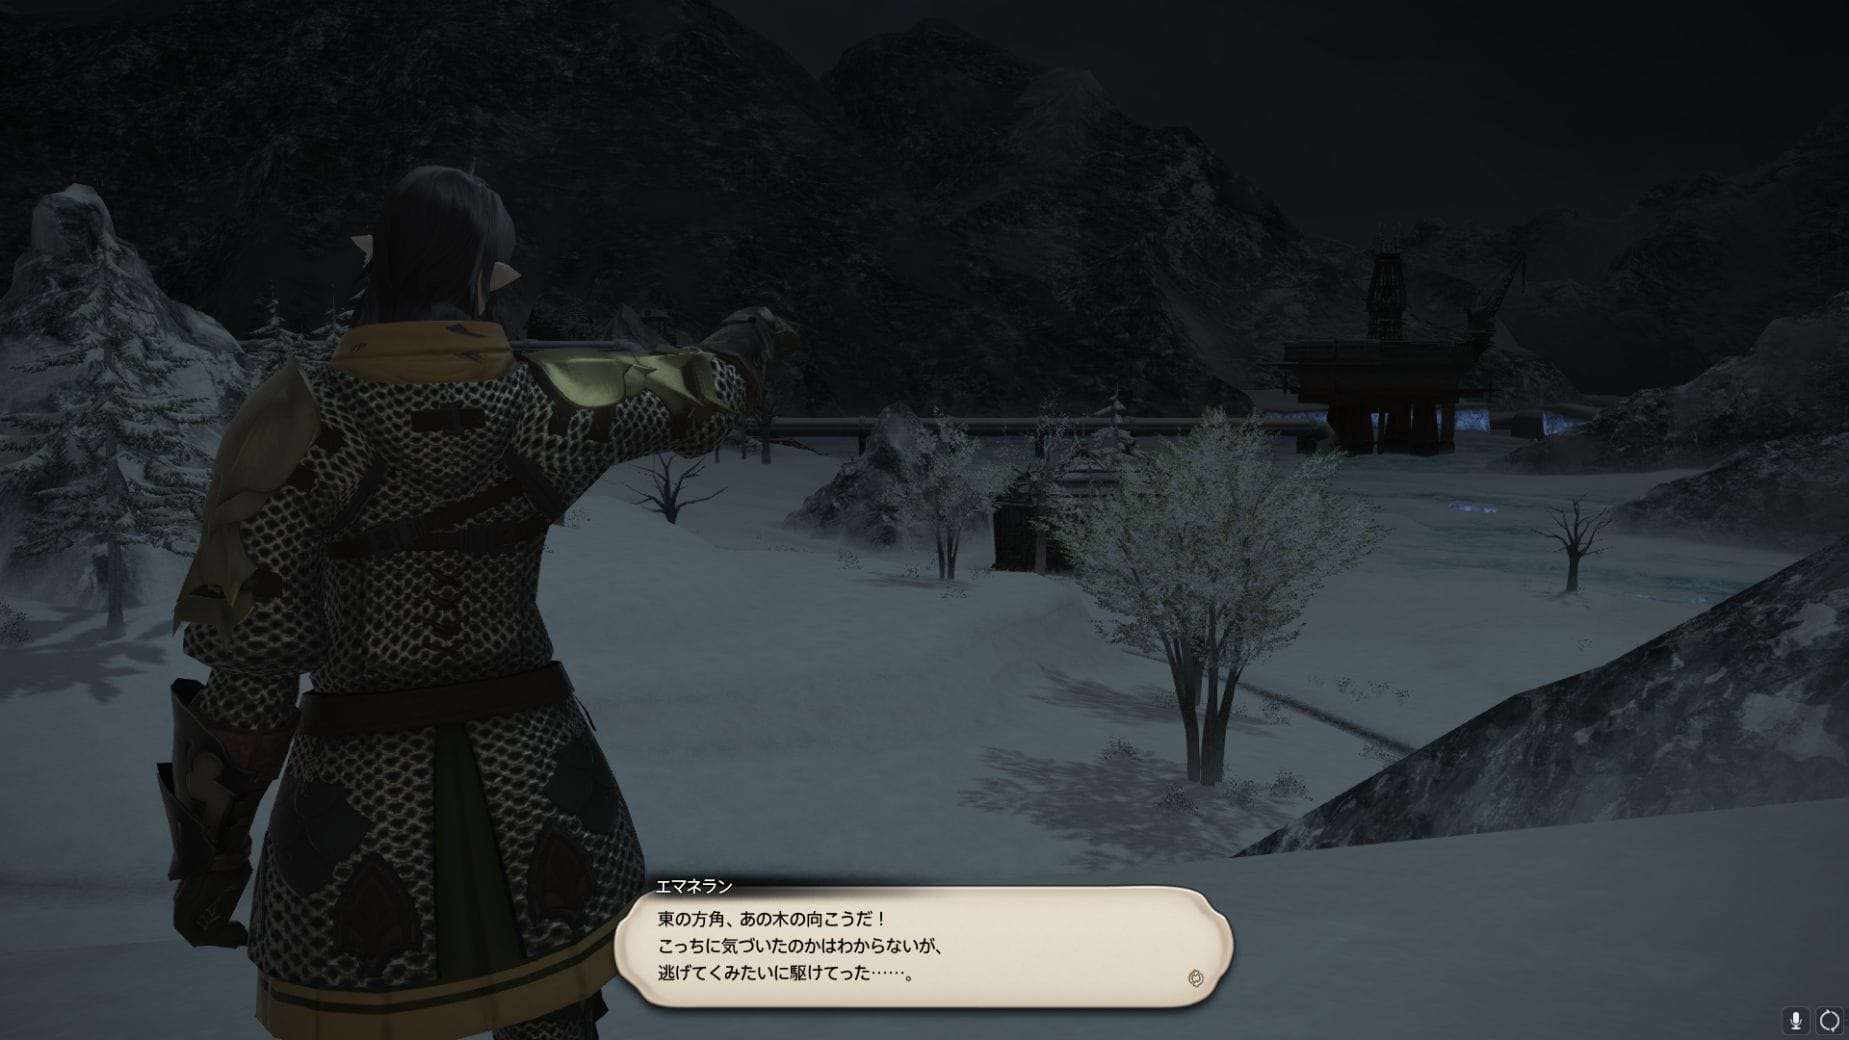 エマネラン
東の方角、あの木の向こうだ！
こっちに気づいたのかはわからないが、
逃げてくみたいに駆けてった……。